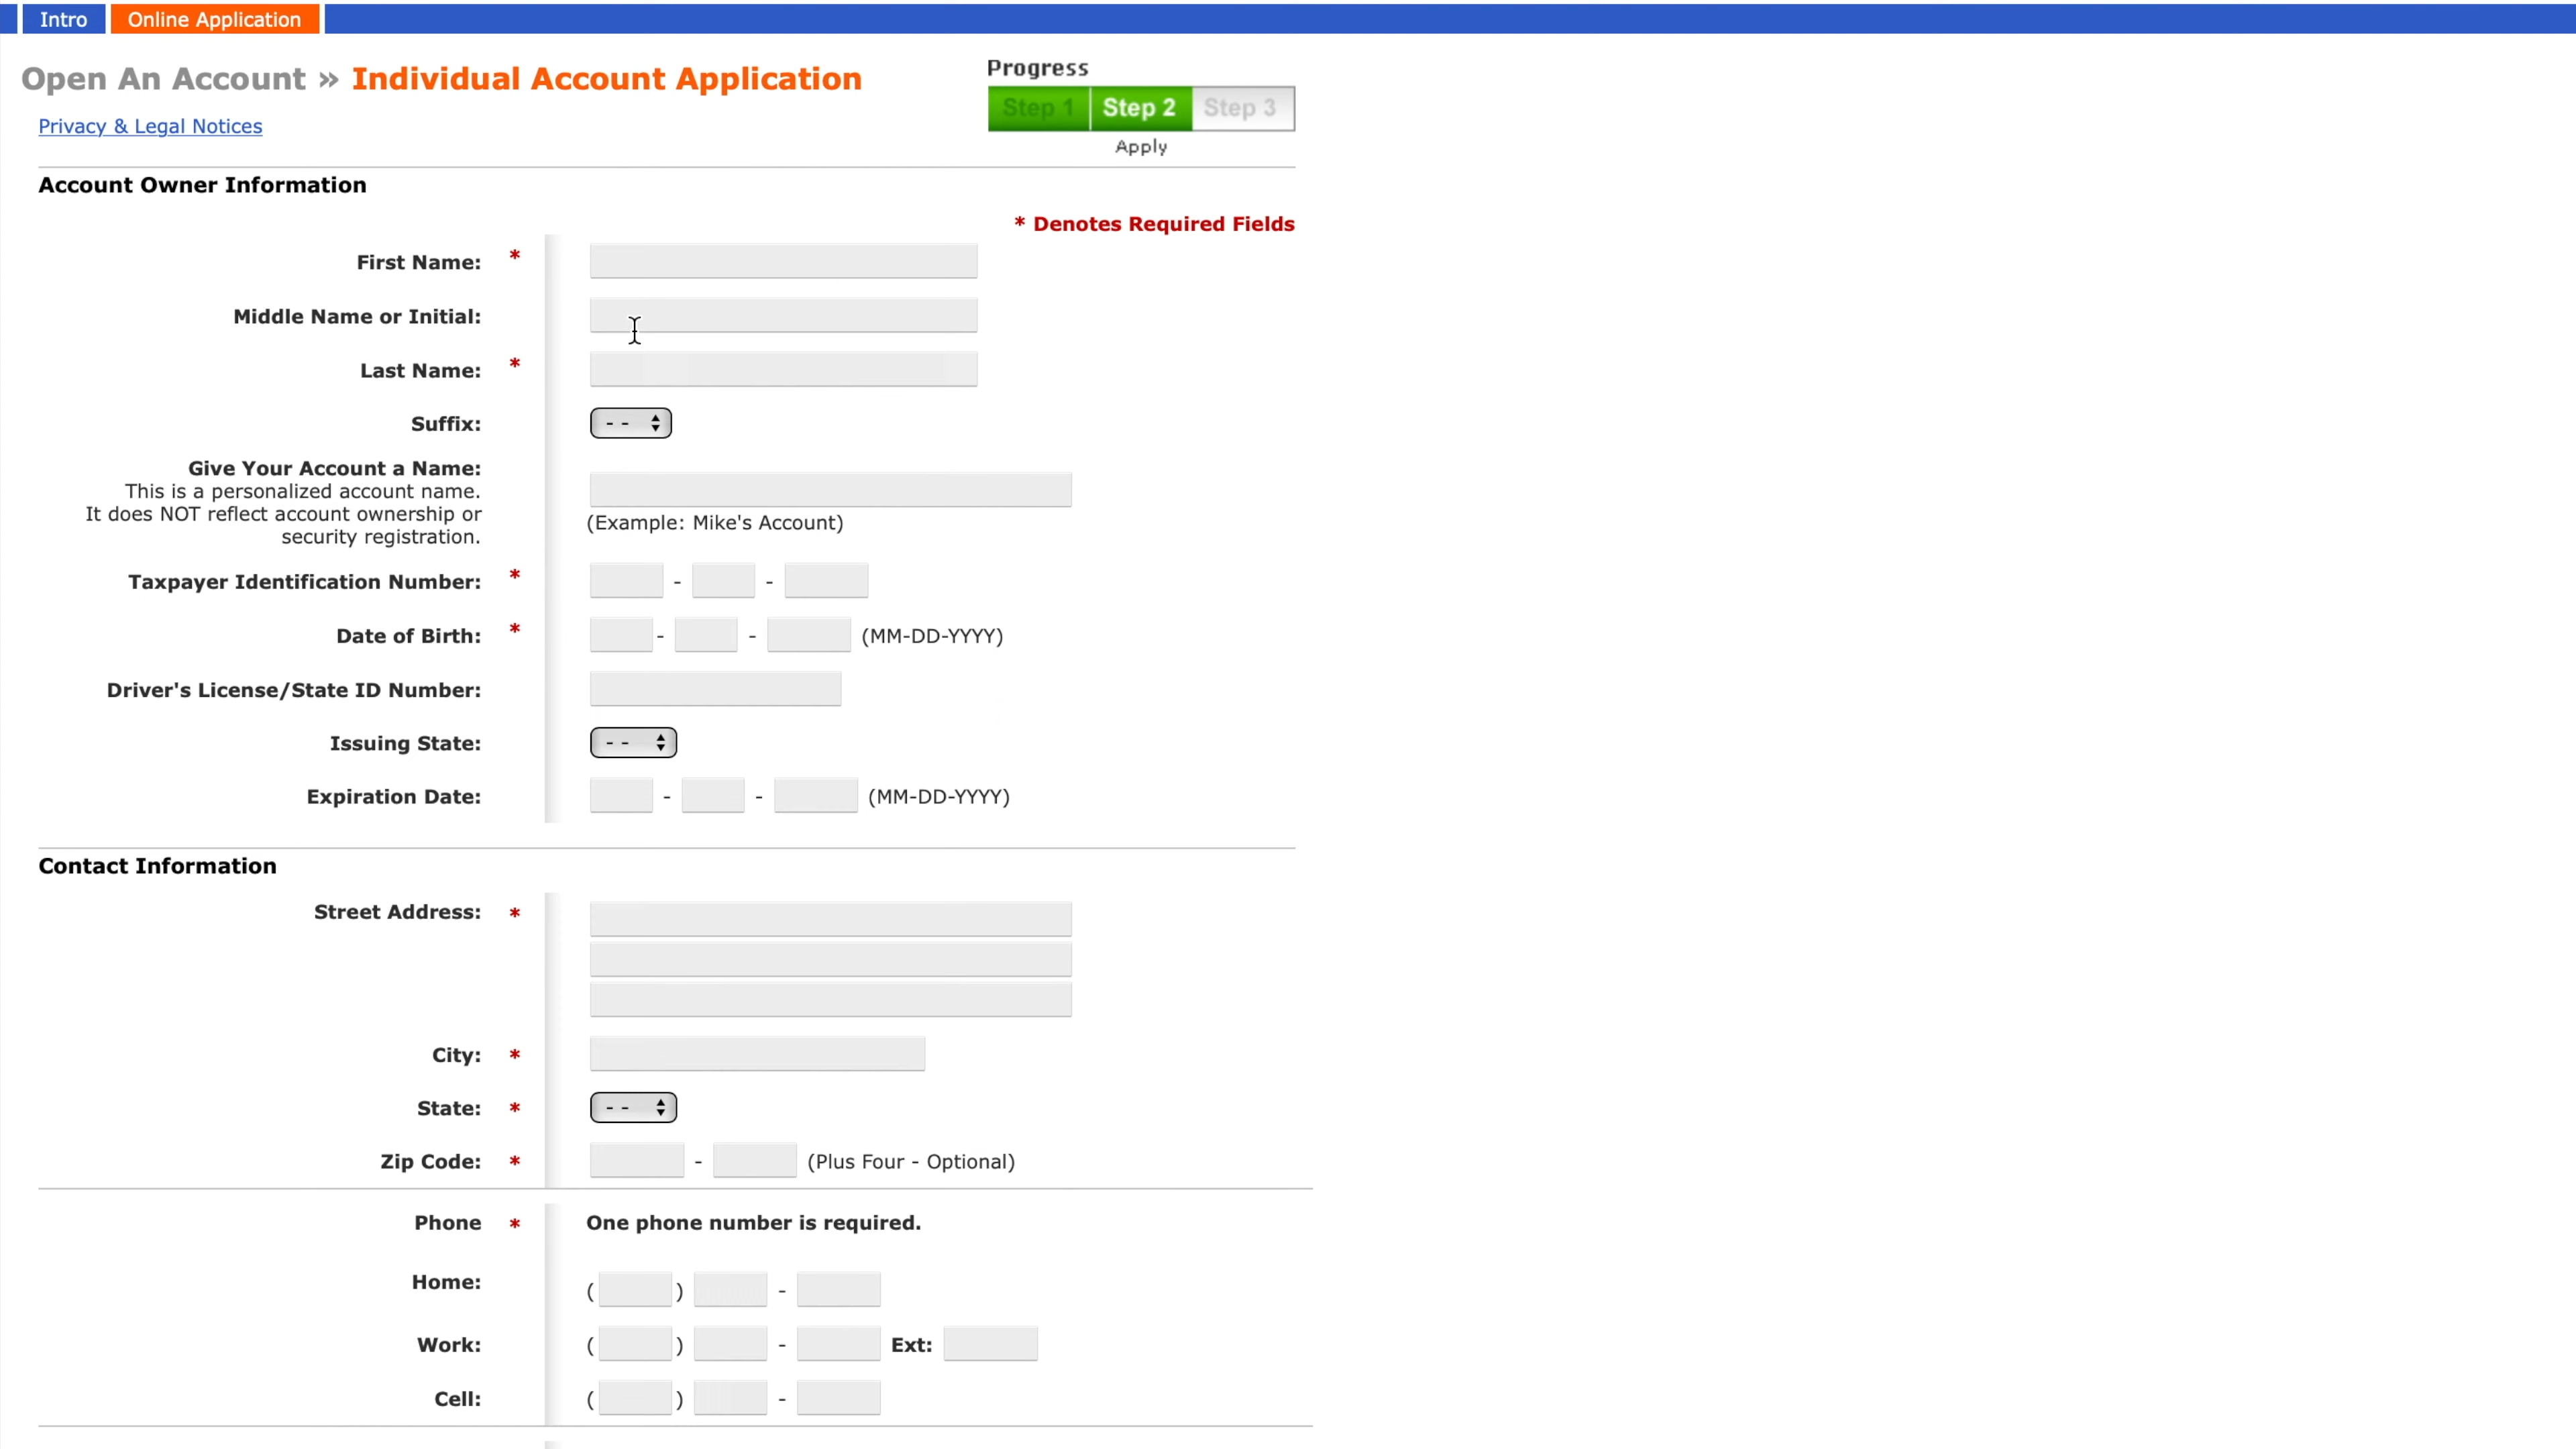 Intro Online Application
Open An Account » Individual Account Application
Progress
Step 1 Step 2 Step 3
Apply
Privacy & Legal Notices
Account Owner Information
* Denotes Required Fields
First Name: *
Middle Name or Initial:
Last Name: *
Suffix: - -
Give Your Account a Name:
This is a personalized account name.
It does NOT reflect account ownership or
security registration.
(Example: Mike's Account)
Taxpayer Identification Number: * - -
Date of Birth: * - - (MM-DD-YYYY)
Driver's License/State ID Number:
Issuing State: - -
Expiration Date: - - (MM-DD-YYYY)
Contact Information
Street Address: *
City: *
State: * - -
Zip Code: * - (Plus Four - Optional)
Phone * One phone number is required.
Home: ( ) -
Work: ( ) - Ext:
Cell: ( ) -